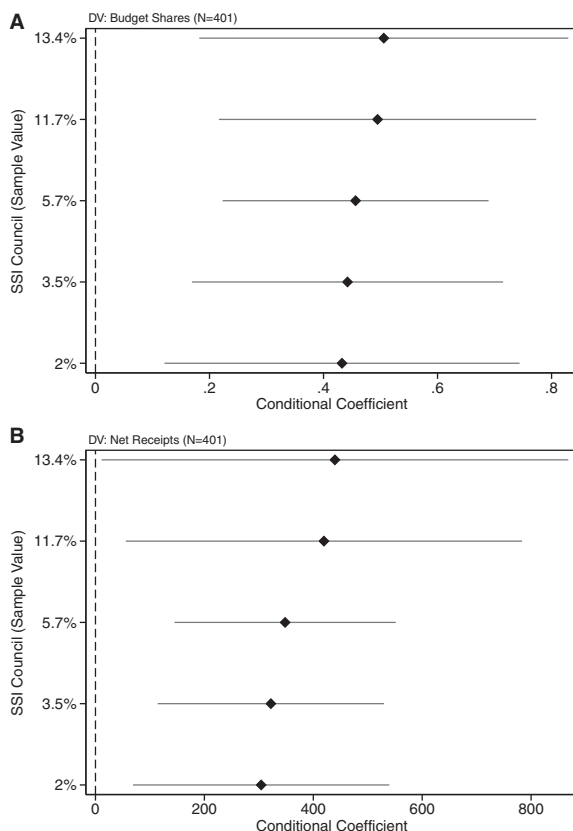 A
DV: Budget Shares (N=401)
SSI Council (Sample Value)
13.4%
11.7%
5.7%
3.5%
2%
0
.2
.4
.6
.8
Conditional Coefficient
B
DV: Net Receipts (N=401)
SSI Council (Sample Value)
13.4%
11.7%
5.7%
3.5%
2%
0
200
400
600
800
Conditional Coefficient